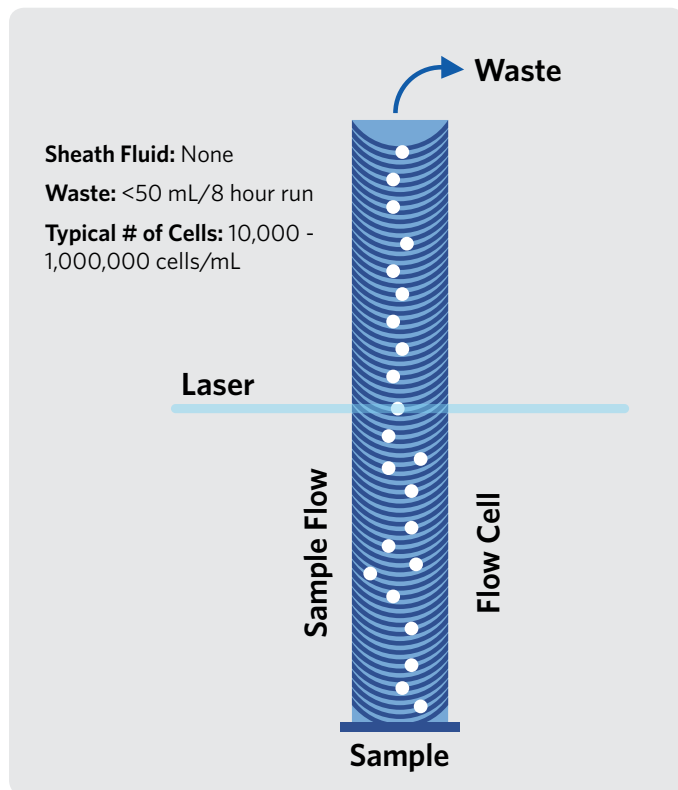 Waste
Sheath Fluid: None
Waste: <50 mL/8 hour run
Typical # of Cells: 10,000 -
1,000,000 cells/mL
Laser
Sample Flow
Flow Cell
Sample